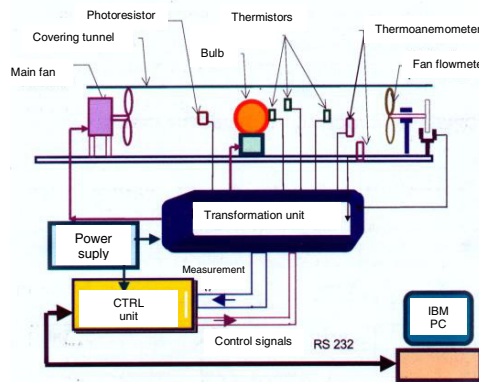 Photoresistor
Thermistors
Thermoanemometer
Covering tunnel
Bulb
Main fan
Fan flowmeter
Transformation unit
Power
suply
Measurement
CTRL
unit
IBM
PC
Control signals
RS 232